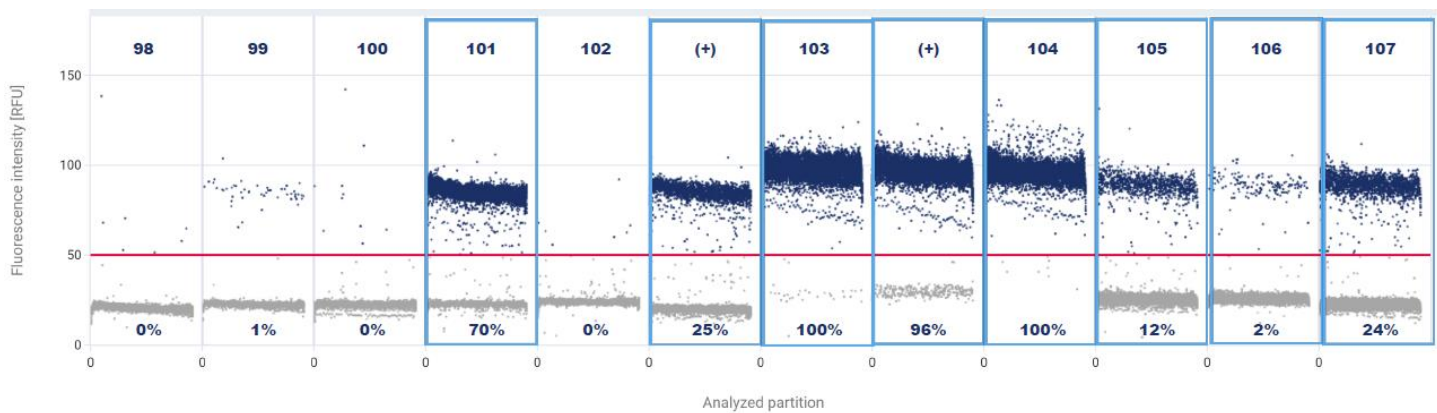 98 99 100 101 102 (+) 103 (+) 104 105 106 107
150
100
50
0
0% 1% 0% 70% 0% 25% 100% 96% 100% 12% 2% 24%
0 0 0 0 0 0 0 0 0 0 0 0
Fluorescence intensity [RFU]
Analyzed partition